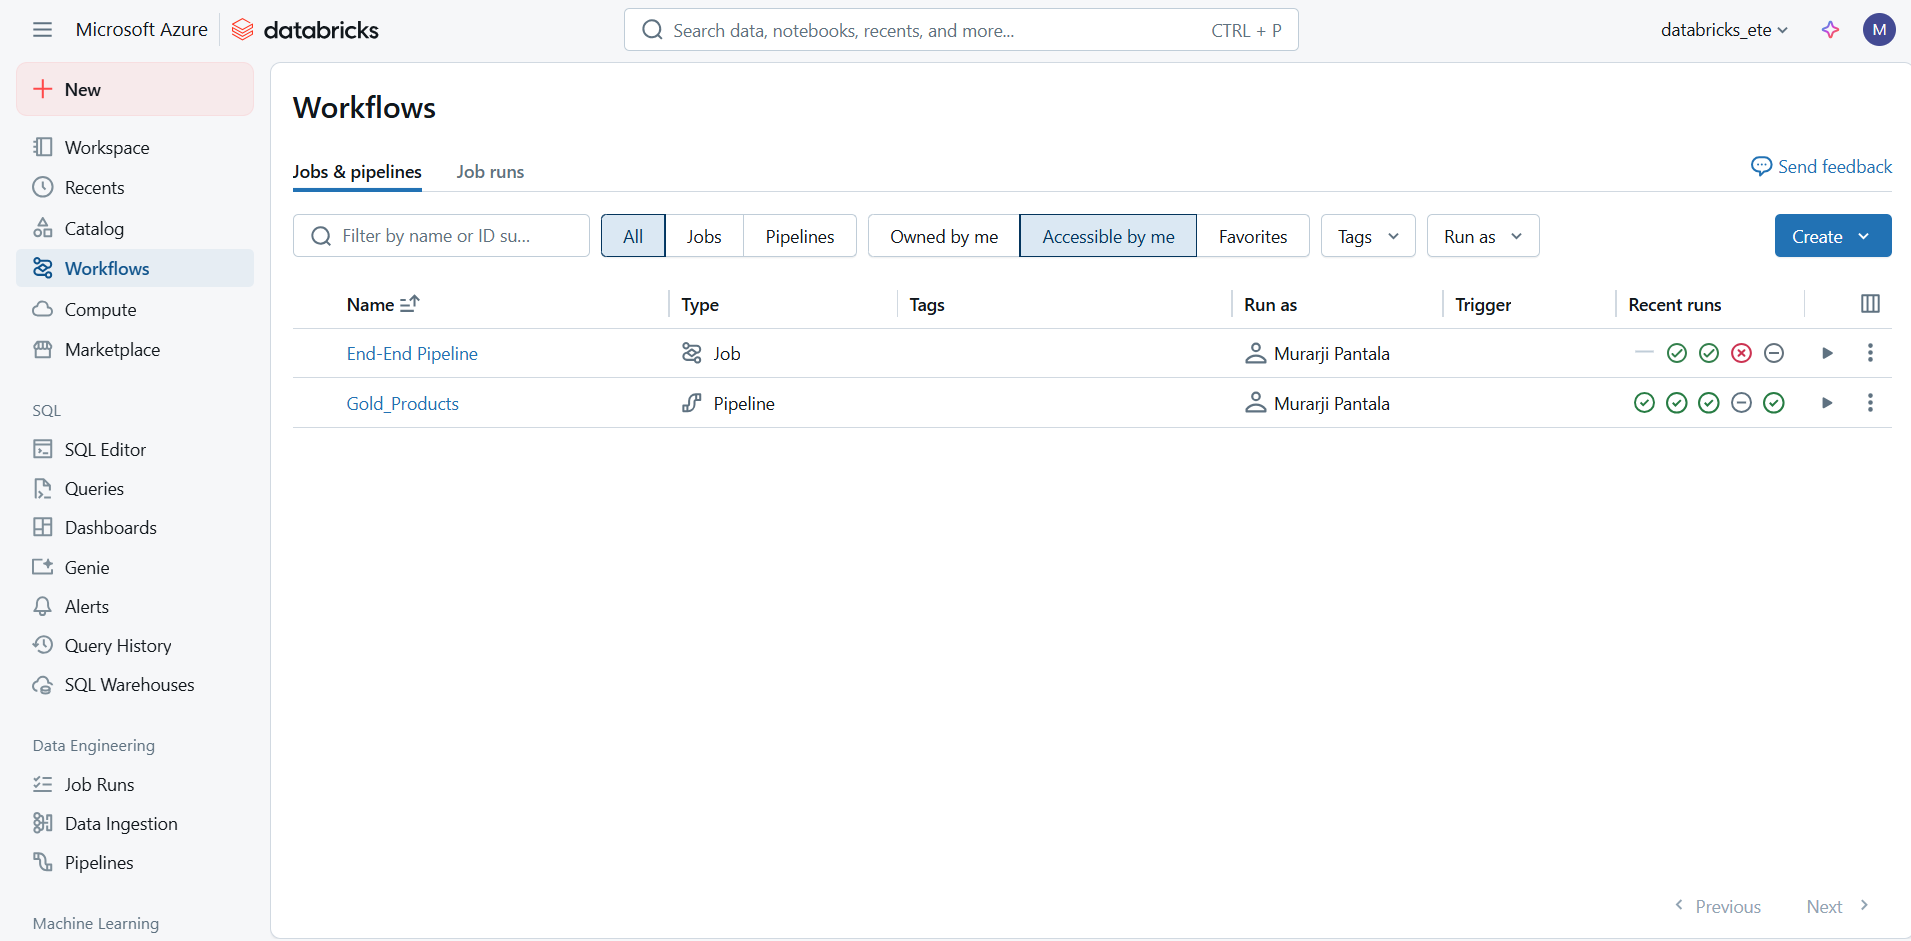 Microsoft Azure databricks
Search data, notebooks, recents, and more... CTRL + P
databricks_ete
M
New
Workspace
Recents
Catalog
Workflows
Compute
Marketplace
SQL
SQL Editor
Queries
Dashboards
Genie
Alerts
Query History
SQL Warehouses
Data Engineering
Job Runs
Data Ingestion
Pipelines
Machine Learning
Workflows
Jobs & pipelines Job runs
Send feedback
Filter by name or ID su... All Jobs Pipelines Owned by me Accessible by me Favorites Tags Run as Create
Name Type Tags Run as Trigger Recent runs
End-End Pipeline Job Murarji Pantala
Gold_Products Pipeline Murarji Pantala
Previous Next